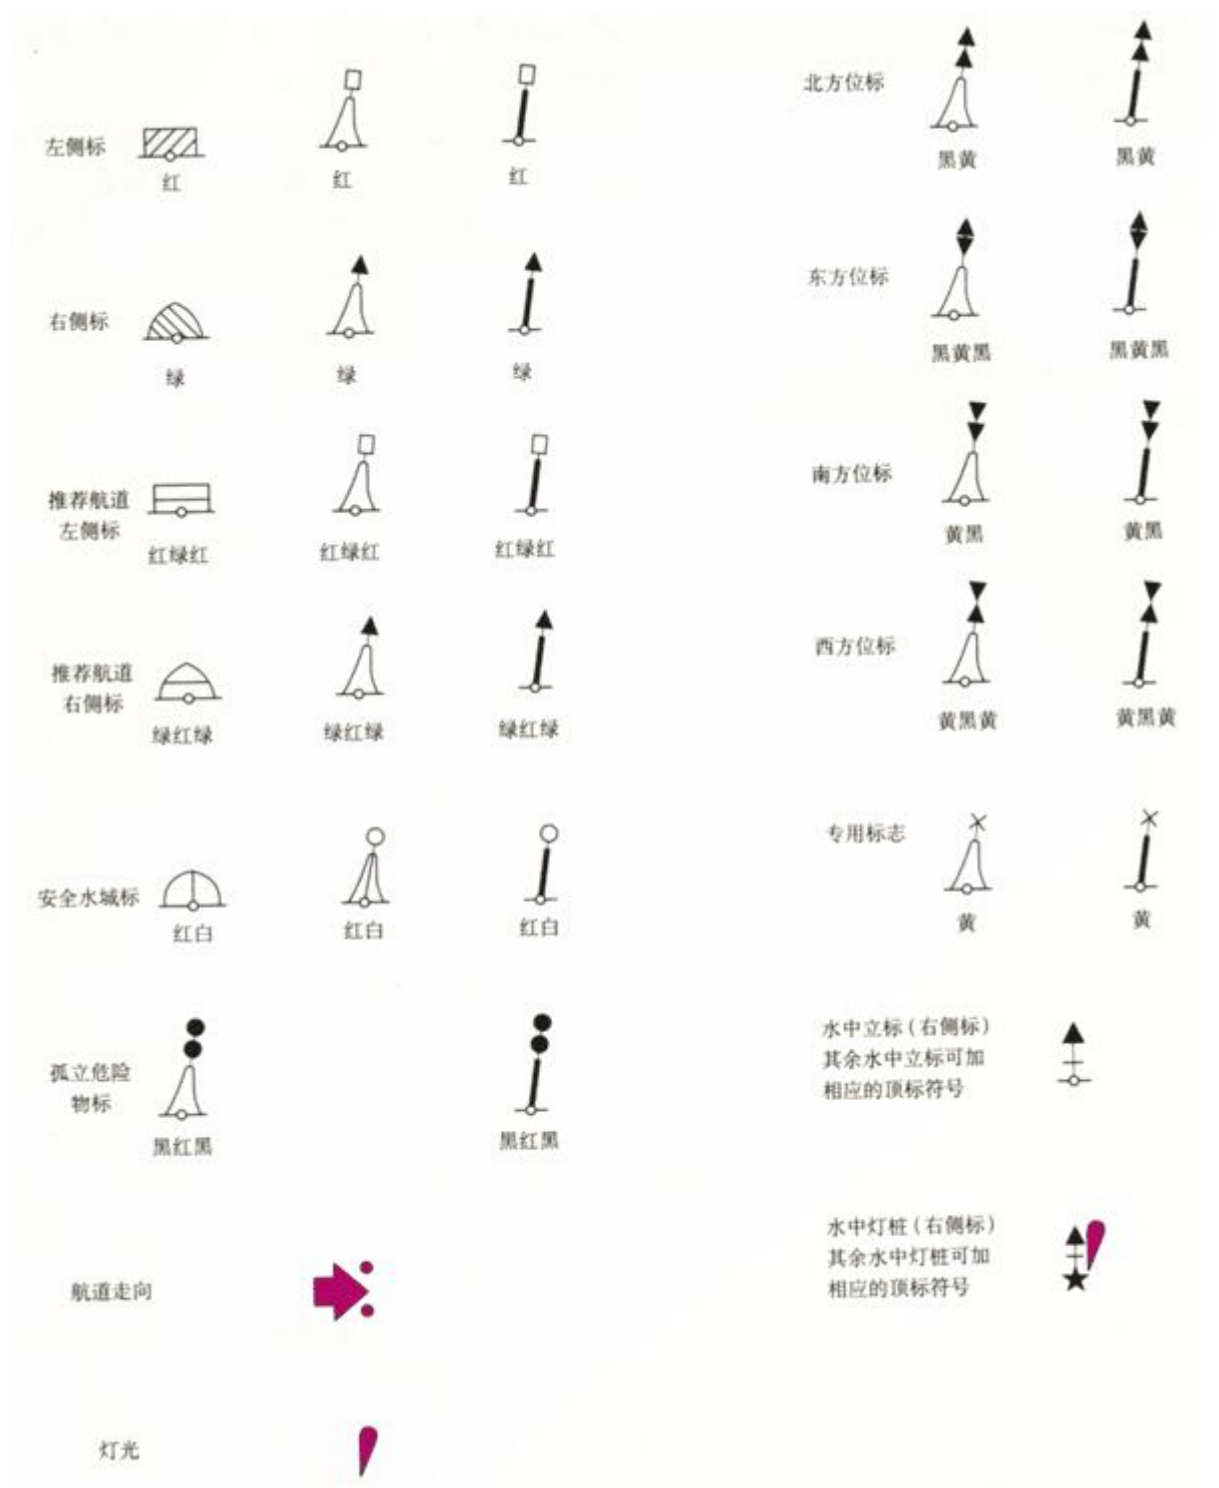 左侧标
红
红
红
右侧标
绿
绿
绿
推荐航道
左侧标
红绿红
红绿红
红绿红
推荐航道
右侧标
绿红绿
绿红绿
绿红绿
安全水域标
红白
红白
红白
孤立危险
物标
黑红黑
黑红黑
航道走向
灯光
北方位标
黑黄
黑黄
东方位标
黑黄黑
黑黄黑
南方位标
黄黑
黄黑
西方位标
黄黑黄
黄黑黄
专用标志
黄
黄
水中立标(右侧标)
其余水中立标可加
相应的顶标符号
水中灯桩(右侧标)
其余水中灯桩可加
相应的顶标符号